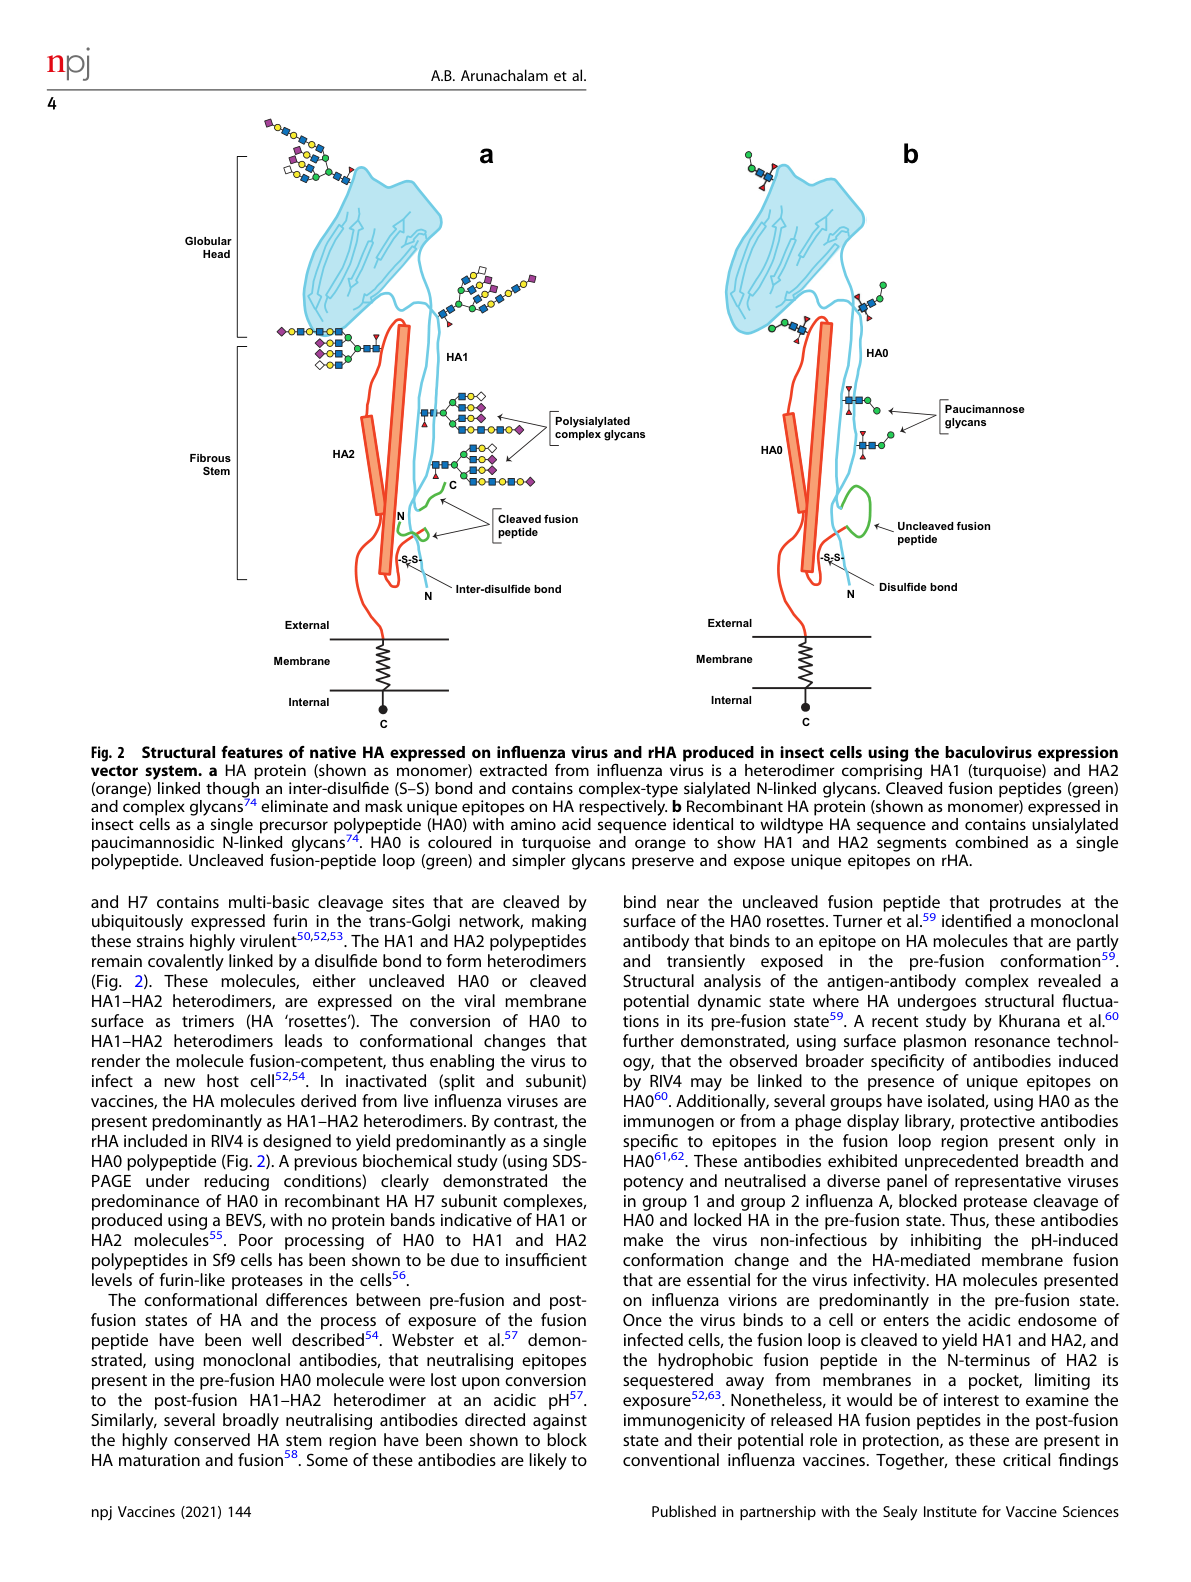 npj
A.B. Arunachalam et al.
4
a
b
Globular
Head
HA1
HA0
Polysialylated
complex glycans
Paucimannose
glycans
HA2
HA0
Fibrous
Stem
C
N
Cleaved fusion
peptide
Uncleaved fusion
peptide
-S-S-
-S-S-
Inter-disulfide bond
Disulfide bond
N
N
External
External
Membrane
Membrane
Internal
Internal
C
C
Fig. 2 Structural features of native HA expressed on influenza virus and rHA produced in insect cells using the baculovirus expression
vector system. a HA protein (shown as monomer) extracted from influenza virus is a heterodimer comprising HA1 (turquoise) and HA2
(orange) linked though an inter-disulfide (S–S) bond and contains complex-type sialylated N-linked glycans. Cleaved fusion peptides (green)
and complex glycans74 eliminate and mask unique epitopes on HA respectively. b Recombinant HA protein (shown as monomer) expressed in
insect cells as a single precursor polypeptide (HA0) with amino acid sequence identical to wildtype HA sequence and contains unsialylated
paucimannosidic N-linked glycans74. HA0 is coloured in turquoise and orange to show HA1 and HA2 segments combined as a single
polypeptide. Uncleaved fusion-peptide loop (green) and simpler glycans preserve and expose unique epitopes on rHA.
and H7 contains multi-basic cleavage sites that are cleaved by
ubiquitously expressed furin in the trans-Golgi network, making
these strains highly virulent50,52,53. The HA1 and HA2 polypeptides
remain covalently linked by a disulfide bond to form heterodimers
(Fig. 2). These molecules, either uncleaved HA0 or cleaved
HA1–HA2 heterodimers, are expressed on the viral membrane
surface as trimers (HA ‘rosettes’). The conversion of HA0 to
HA1–HA2 heterodimers leads to conformational changes that
render the molecule fusion-competent, thus enabling the virus to
infect a new host cell52,54. In inactivated (split and subunit)
vaccines, the HA molecules derived from live influenza viruses are
present predominantly as HA1–HA2 heterodimers. By contrast, the
rHA included in RIV4 is designed to yield predominantly as a single
HA0 polypeptide (Fig. 2). A previous biochemical study (using SDS-
PAGE under reducing conditions) clearly demonstrated the
predominance of HA0 in recombinant HA H7 subunit complexes,
produced using a BEVS, with no protein bands indicative of HA1 or
HA2 molecules55. Poor processing of HA0 to HA1 and HA2
polypeptides in Sf9 cells has been shown to be due to insufficient
levels of furin-like proteases in the cells56.
The conformational differences between pre-fusion and post-
fusion states of HA and the process of exposure of the fusion
peptide have been well described54. Webster et al.57 demon-
strated, using monoclonal antibodies, that neutralising epitopes
present in the pre-fusion HA0 molecule were lost upon conversion
to the post-fusion HA1–HA2 heterodimer at an acidic pH57.
Similarly, several broadly neutralising antibodies directed against
the highly conserved HA stem region have been shown to block
HA maturation and fusion58. Some of these antibodies are likely to
bind near the uncleaved fusion peptide that protrudes at the
surface of the HA0 rosettes. Turner et al.59 identified a monoclonal
antibody that binds to an epitope on HA molecules that are partly
and transiently exposed in the pre-fusion conformation59.
Structural analysis of the antigen-antibody complex revealed a
potential dynamic state where HA undergoes structural fluctua-
tions in its pre-fusion state59. A recent study by Khurana et al.60
further demonstrated, using surface plasmon resonance technol-
ogy, that the observed broader specificity of antibodies induced
by RIV4 may be linked to the presence of unique epitopes on
HA060. Additionally, several groups have isolated, using HA0 as the
immunogen or from a phage display library, protective antibodies
specific to epitopes in the fusion loop region present only in
HA061,62. These antibodies exhibited unprecedented breadth and
potency and neutralised a diverse panel of representative viruses
in group 1 and group 2 influenza A, blocked protease cleavage of
HA0 and locked HA in the pre-fusion state. Thus, these antibodies
make the virus non-infectious by inhibiting the pH-induced
conformation change and the HA-mediated membrane fusion
that are essential for the virus infectivity. HA molecules presented
on influenza virions are predominantly in the pre-fusion state.
Once the virus binds to a cell or enters the acidic endosome of
infected cells, the fusion loop is cleaved to yield HA1 and HA2, and
the hydrophobic fusion peptide in the N-terminus of HA2 is
sequestered away from membranes in a pocket, limiting its
exposure52,63. Nonetheless, it would be of interest to examine the
immunogenicity of released HA fusion peptides in the post-fusion
state and their potential role in protection, as these are present in
conventional influenza vaccines. Together, these critical findings
npj Vaccines (2021) 144
Published in partnership with the Sealy Institute for Vaccine Sciences